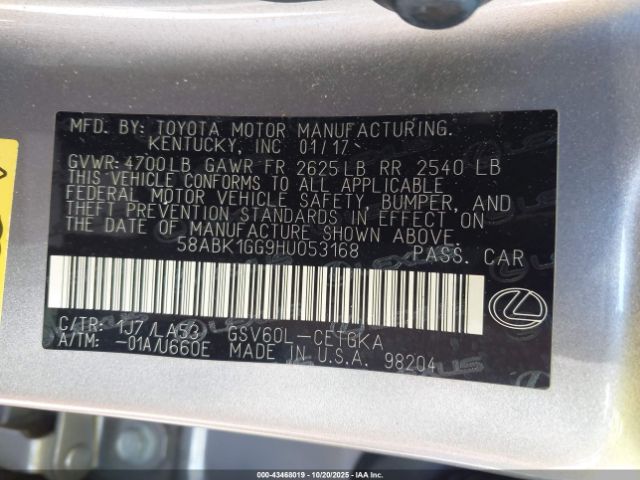 MFD. BY: TOYOTA MOTOR MANUFACTURING.
KENTUCKY, INC 01/17
GVWR: 4700LB GAWR FR 2625LB RR 2540 LB
THIS VEHICLE CONFORMS TO ALL APPLICABLE
FEDERAL MOTOR VEHICLE SAFETY, BUMPER, AND
THEFT PREVENTION STANDARDS IN EFFECT ON
THE DATE OF MANUFACTURE SHOWN ABOVE.
58ABK1GG9HU053168 PASS. CAR
C/TR: 1J7 /LA53 GSV60L-CETGKA
A/TM: -01A/U660E MADE IN U.S.A. 98204
LEXUS
000-43468019 | 10/20/2025 | IAA Inc.